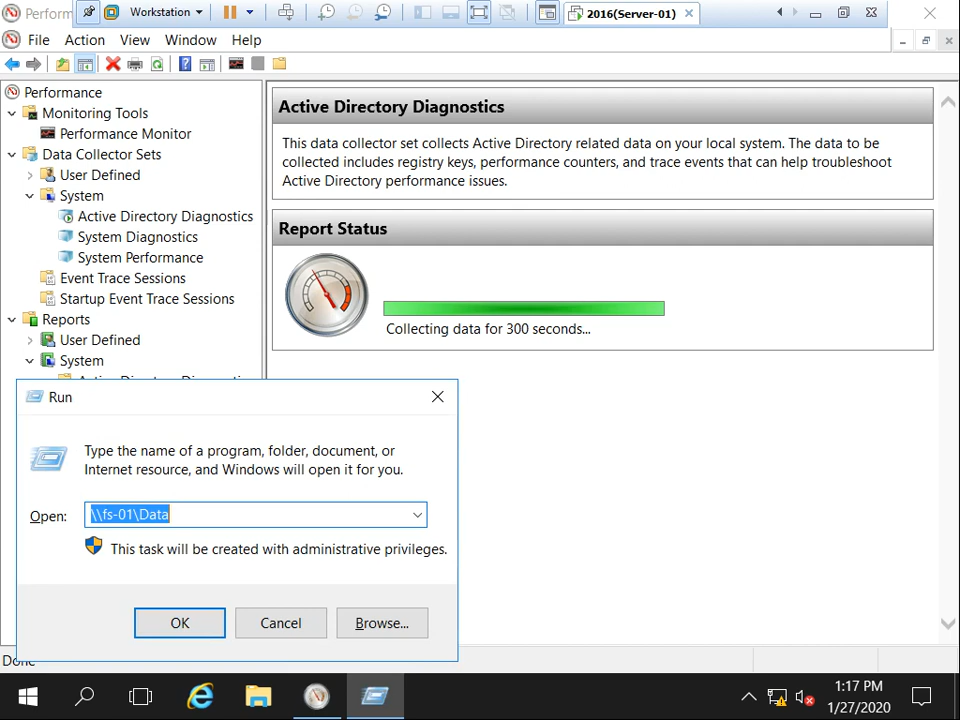 Perform
Workstation
2016(Server-01)
File Action View Window Help
Performance
Monitoring Tools
Performance Monitor
Data Collector Sets
User Defined
System
Active Directory Diagnostics
System Diagnostics
System Performance
Event Trace Sessions
Startup Event Trace Sessions
Reports
User Defined
System
Active Directory Diagnostics
This data collector set collects Active Directory related data on your local system. The data to
be collected includes registry keys, performance counters, and trace events that can help troubleshoot
Active Directory performance issues.
Report Status
Collecting data for 300 seconds...
Run
Type the name of a program, folder, document, or
Internet resource, and Windows will open it for you.
Open: \\fs-01\Data
This task will be created with administrative privileges.
OK Cancel Browse...
Done
1:17 PM
1/27/2020